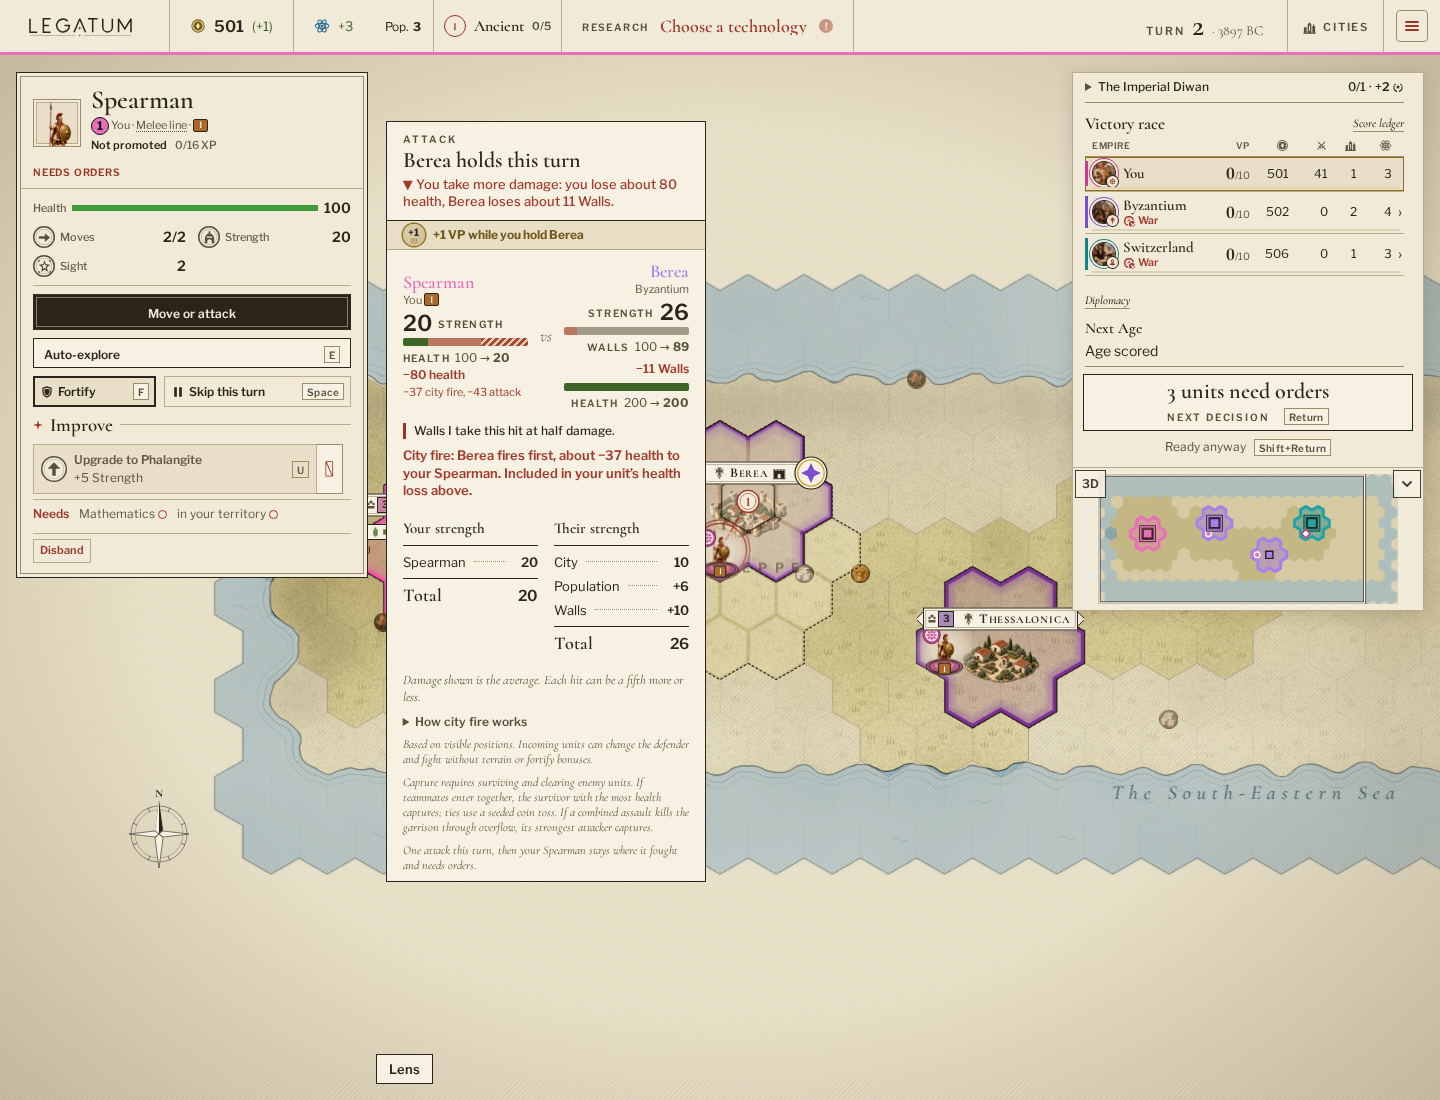 LEGATUM
501 (+1)
+3
Pop. 3
I Ancient 0/5
RESEARCH Choose a technology !
TURN 2 · 3897 BC
CITIES
Spearman
1 You · Melee line · I
Not promoted 0/16 XP
NEEDS ORDERS
Health 100
Moves 2/2 Strength 20
Sight 2
Move or attack
Auto-explore E
Fortify F Skip this turn Space
Improve
Upgrade to Phalangite U
+5 Strength
Needs Mathematics in your territory
Disband
ATTACK
Berea holds this turn
▼ You take more damage: you lose about 80
health, Berea loses about 11 Walls.
+1 +1 VP while you hold Berea
Spearman
You I
20 STRENGTH
HEALTH 100 → 20
−80 health
−37 city fire, −43 attack
vs
Berea
Byzantium
STRENGTH 26
WALLS 100 → 89
−11 Walls
HEALTH 200 → 200
Walls I take this hit at half damage.
City fire: Berea fires first, about −37 health to
your Spearman. Included in your unit's health
loss above.
Your strength
Spearman 20
Total 20
Their strength
City 10
Population +6
Walls +10
Total 26
Damage shown is the average. Each hit can be a fifth more or
less.
How city fire works
Based on visible positions. Incoming units can change the defender
and fight without terrain or fortify bonuses.
Capture requires surviving and clearing enemy units. If
teammates enter together, the survivor with the most health
captures; ties use a seeded coin toss. If a combined assault kills the
garrison through overflow, its strongest attacker captures.
One attack this turn, then your Spearman stays where it fought
and needs orders.
BEREA
I
I
EPPE
3 THESSALONICA
I
The South-Eastern Sea
N
Lens
The Imperial Diwan 0/1 · +2
Victory race Score ledger
EMPIRE VP
You 0/10 501 41 1 3
Byzantium 0/10 502 0 2 4 ›
War
Switzerland 0/10 506 0 1 3 ›
War
Diplomacy
Next Age
Age scored
3 units need orders
NEXT DECISION Return
Ready anyway Shift+Return
3D